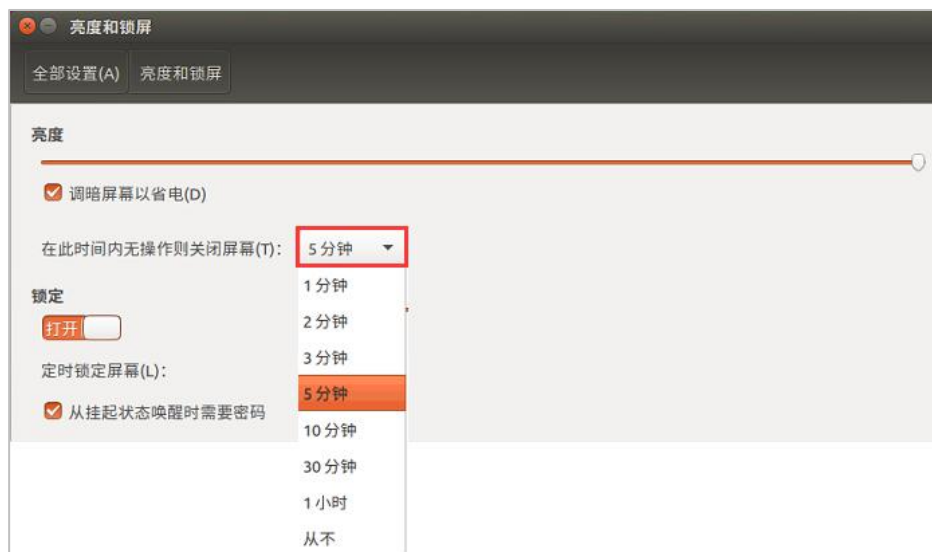 亮度和锁屏
全部设置(A) 亮度和锁屏
亮度
调暗屏幕以省电(D)
在此时间内无操作则关闭屏幕(T)： 5分钟
1分钟
锁定
2分钟
打开
3分钟
定时锁定屏幕(L)：
5分钟
从挂起状态唤醒时需要密码
10分钟
30分钟
1小时
从不